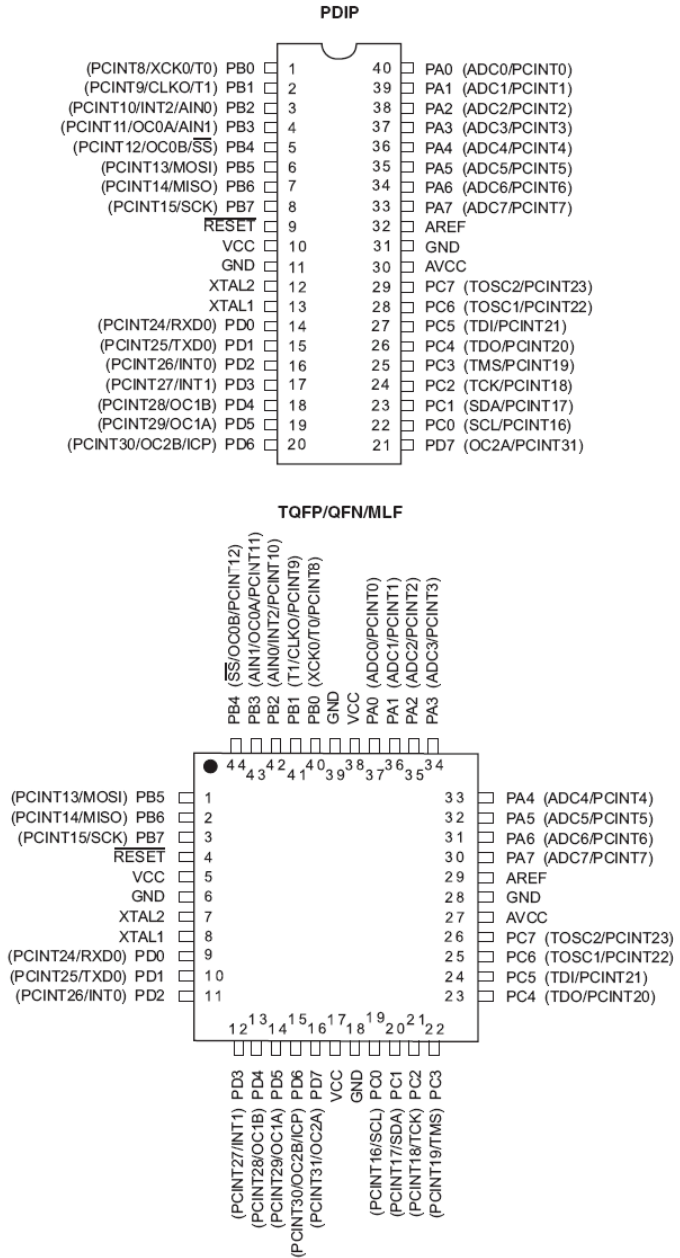 PDIP
(PCINT8/XCK0/T0) PB0 1 40 PA0 (ADC0/PCINT0)
(PCINT9/CLKO/T1) PB1 2 39 PA1 (ADC1/PCINT1)
(PCINT10/INT2/AIN0) PB2 3 38 PA2 (ADC2/PCINT2)
(PCINT11/OC0A/AIN1) PB3 4 37 PA3 (ADC3/PCINT3)
(PCINT12/OC0B/SS) PB4 5 36 PA4 (ADC4/PCINT4)
(PCINT13/MOSI) PB5 6 35 PA5 (ADC5/PCINT5)
(PCINT14/MISO) PB6 7 34 PA6 (ADC6/PCINT6)
(PCINT15/SCK) PB7 8 33 PA7 (ADC7/PCINT7)
RESET 9 32 AREF
VCC 10 31 GND
GND 11 30 AVCC
XTAL2 12 29 PC7 (TOSC2/PCINT23)
XTAL1 13 28 PC6 (TOSC1/PCINT22)
(PCINT24/RXD0) PD0 14 27 PC5 (TDI/PCINT21)
(PCINT25/TXD0) PD1 15 26 PC4 (TDO/PCINT20)
(PCINT26/INT0) PD2 16 25 PC3 (TMS/PCINT19)
(PCINT27/INT1) PD3 17 24 PC2 (TCK/PCINT18)
(PCINT28/OC1B) PD4 18 23 PC1 (SDA/PCINT17)
(PCINT29/OC1A) PD5 19 22 PC0 (SCL/PCINT16)
(PCINT30/OC2B/ICP) PD6 20 21 PD7 (OC2A/PCINT31)
TQFP/QFN/MLF
PB4 (SS/OC0B/PCINT12)
PB3 (AIN1/OC0A/PCINT11)
PB2 (AIN0/INT2/PCINT10)
PB1 (T1/CLKO/PCINT9)
PB0 (XCK0/T0/PCINT8)
GND
VCC
PA0 (ADC0/PCINT0)
PA1 (ADC1/PCINT1)
PA2 (ADC2/PCINT2)
PA3 (ADC3/PCINT3)
44 43 42 41 40 39 38 37 36 35 34
(PCINT13/MOSI) PB5 1 33 PA4 (ADC4/PCINT4)
(PCINT14/MISO) PB6 2 32 PA5 (ADC5/PCINT5)
(PCINT15/SCK) PB7 3 31 PA6 (ADC6/PCINT6)
RESET 4 30 PA7 (ADC7/PCINT7)
VCC 5 29 AREF
GND 6 28 GND
XTAL2 7 27 AVCC
XTAL1 8 26 PC7 (TOSC2/PCINT23)
(PCINT24/RXD0) PD0 9 25 PC6 (TOSC1/PCINT22)
(PCINT25/TXD0) PD1 10 24 PC5 (TDI/PCINT21)
(PCINT26/INT0) PD2 11 23 PC4 (TDO/PCINT20)
12 13 14 15 16 17 18 19 20 21 22
(PCINT27/INT1) PD3
(PCINT28/OC1B) PD4
(PCINT29/OC1A) PD5
(PCINT30/OC2B/ICP) PD6
(PCINT31/OC2A) PD7
VCC
GND
(PCINT16/SCL) PC0
(PCINT17/SDA) PC1
(PCINT18/TCK) PC2
(PCINT19/TMS) PC3